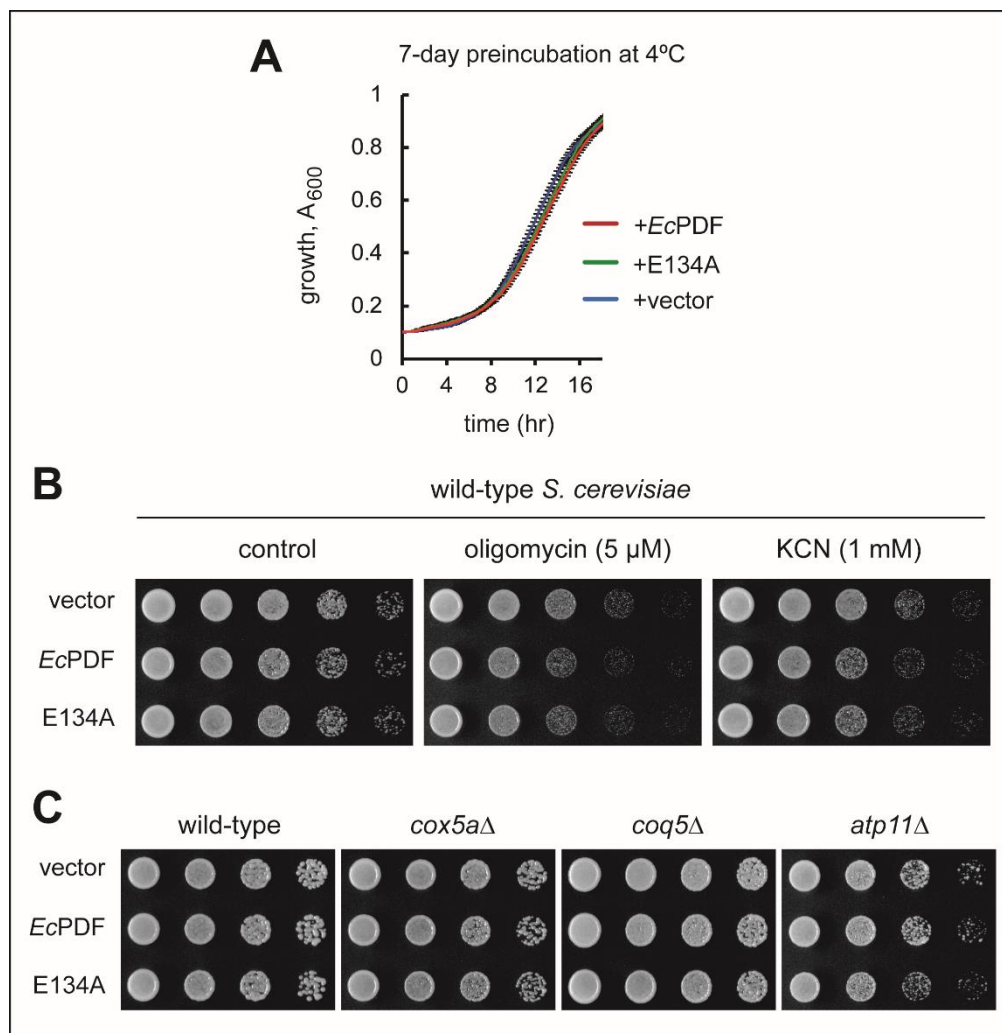 A
7-day preincubation at 4ºC
1
0.8
0.6
0.4
0.2
0
growth, A600
0 4 8 12 16
time (hr)
+EcPDF
+E134A
+vector
B
wild-type S. cerevisiae
control oligomycin (5 µM) KCN (1 mM)
vector
EcPDF
E134A
C
wild-type cox5aΔ coq5Δ atp11Δ
vector
EcPDF
E134A